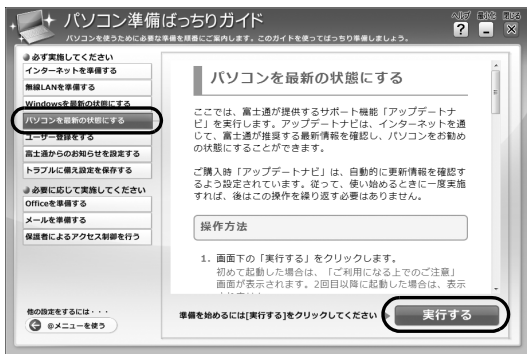 パソコン準備ばっちりガイド
ヘルプ 最小化 閉じる
パソコンを使うために必要な準備を順番にご案内します。このガイドを使ってばっちり準備しましょう。
必ず実施してください
インターネットを準備する
無線LANを準備する
Windowsを最新の状態にする
パソコンを最新の状態にする
ユーザー登録をする
富士通からのお知らせを設定する
トラブルに備え設定を保存する
必要に応じて実施してください
Officeを準備する
メールを準備する
保護者によるアクセス制御を行う
他の設定をするには・・・
@メニューを使う
パソコンを最新の状態にする
ここでは、富士通が提供するサポート機能「アップデートナ
ビ」を実行します。アップデートナビは、インターネットを通
じて、富士通が推奨する最新情報を確認し、パソコンをお勧め
の状態にすることができます。
ご購入時「アップデートナビ」は、自動的に更新情報を確認す
るよう設定されています。従って、使い始めるときに一度実施
すれば、後はこの操作を繰り返す必要はありません。
操作方法
1. 画面下の「実行する」をクリックします。
初めて起動した場合は、「ご利用になる上でのご注意」
画面が表示されます。2回目以降に起動した場合は、表示
準備を始めるには[実行する]をクリックしてください
実行する